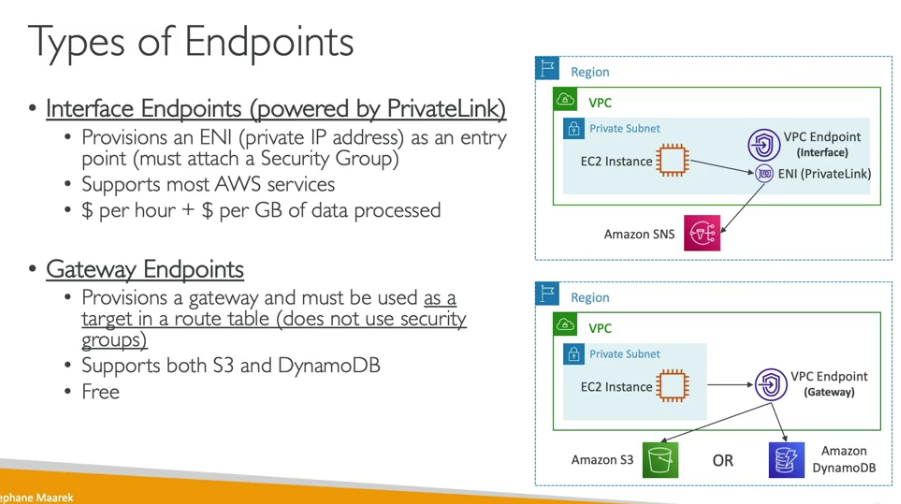 Types of Endpoints
• Interface Endpoints (powered by PrivateLink)
• Provisions an ENI (private IP address) as an entry
point (must attach a Security Group)
• Supports most AWS services
• $ per hour + $ per GB of data processed
• Gateway Endpoints
• Provisions a gateway and must be used as a
target in a route table (does not use security
groups)
• Supports both S3 and DynamoDB
• Free
Region
VPC
Private Subnet
EC2 Instance
VPC Endpoint
(Interface)
ENI (PrivateLink)
Amazon SNS
Region
VPC
Private Subnet
EC2 Instance
VPC Endpoint
(Gateway)
Amazon S3
OR
Amazon
DynamoDB
ephane Maarek